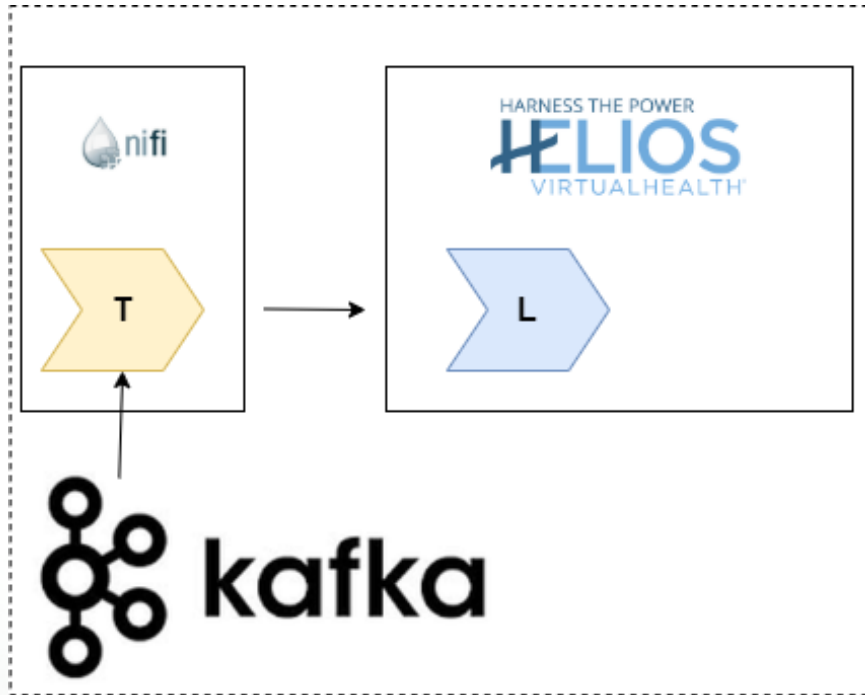 nifi
HARNESS THE POWER
HELIOS
VIRTUALHEALTH
T
L
kafka